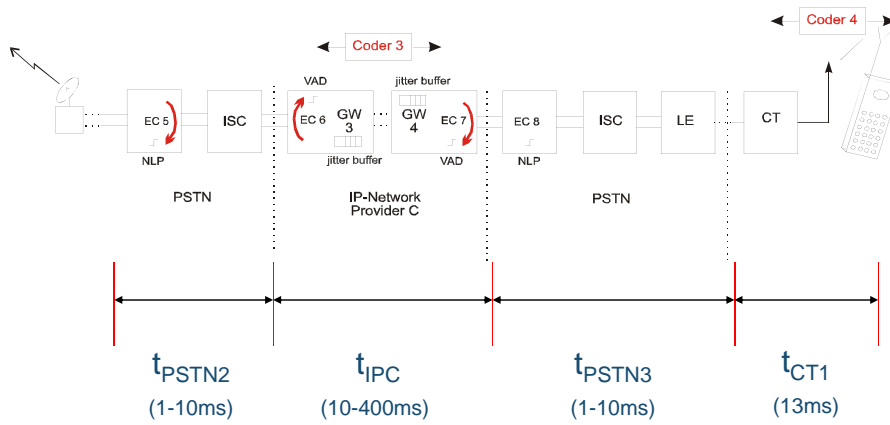 Coder 3
Coder 4
VAD
jitter buffer
EC 5
ISC
EC 6
GW
3
GW
4
EC 7
EC 8
ISC
LE
CT
NLP
jitter buffer
VAD
NLP
PSTN
IP-Network
Provider C
PSTN
tPSTN2
(1-10ms)
tIPC
(10-400ms)
tPSTN3
(1-10ms)
tCT1
(13ms)